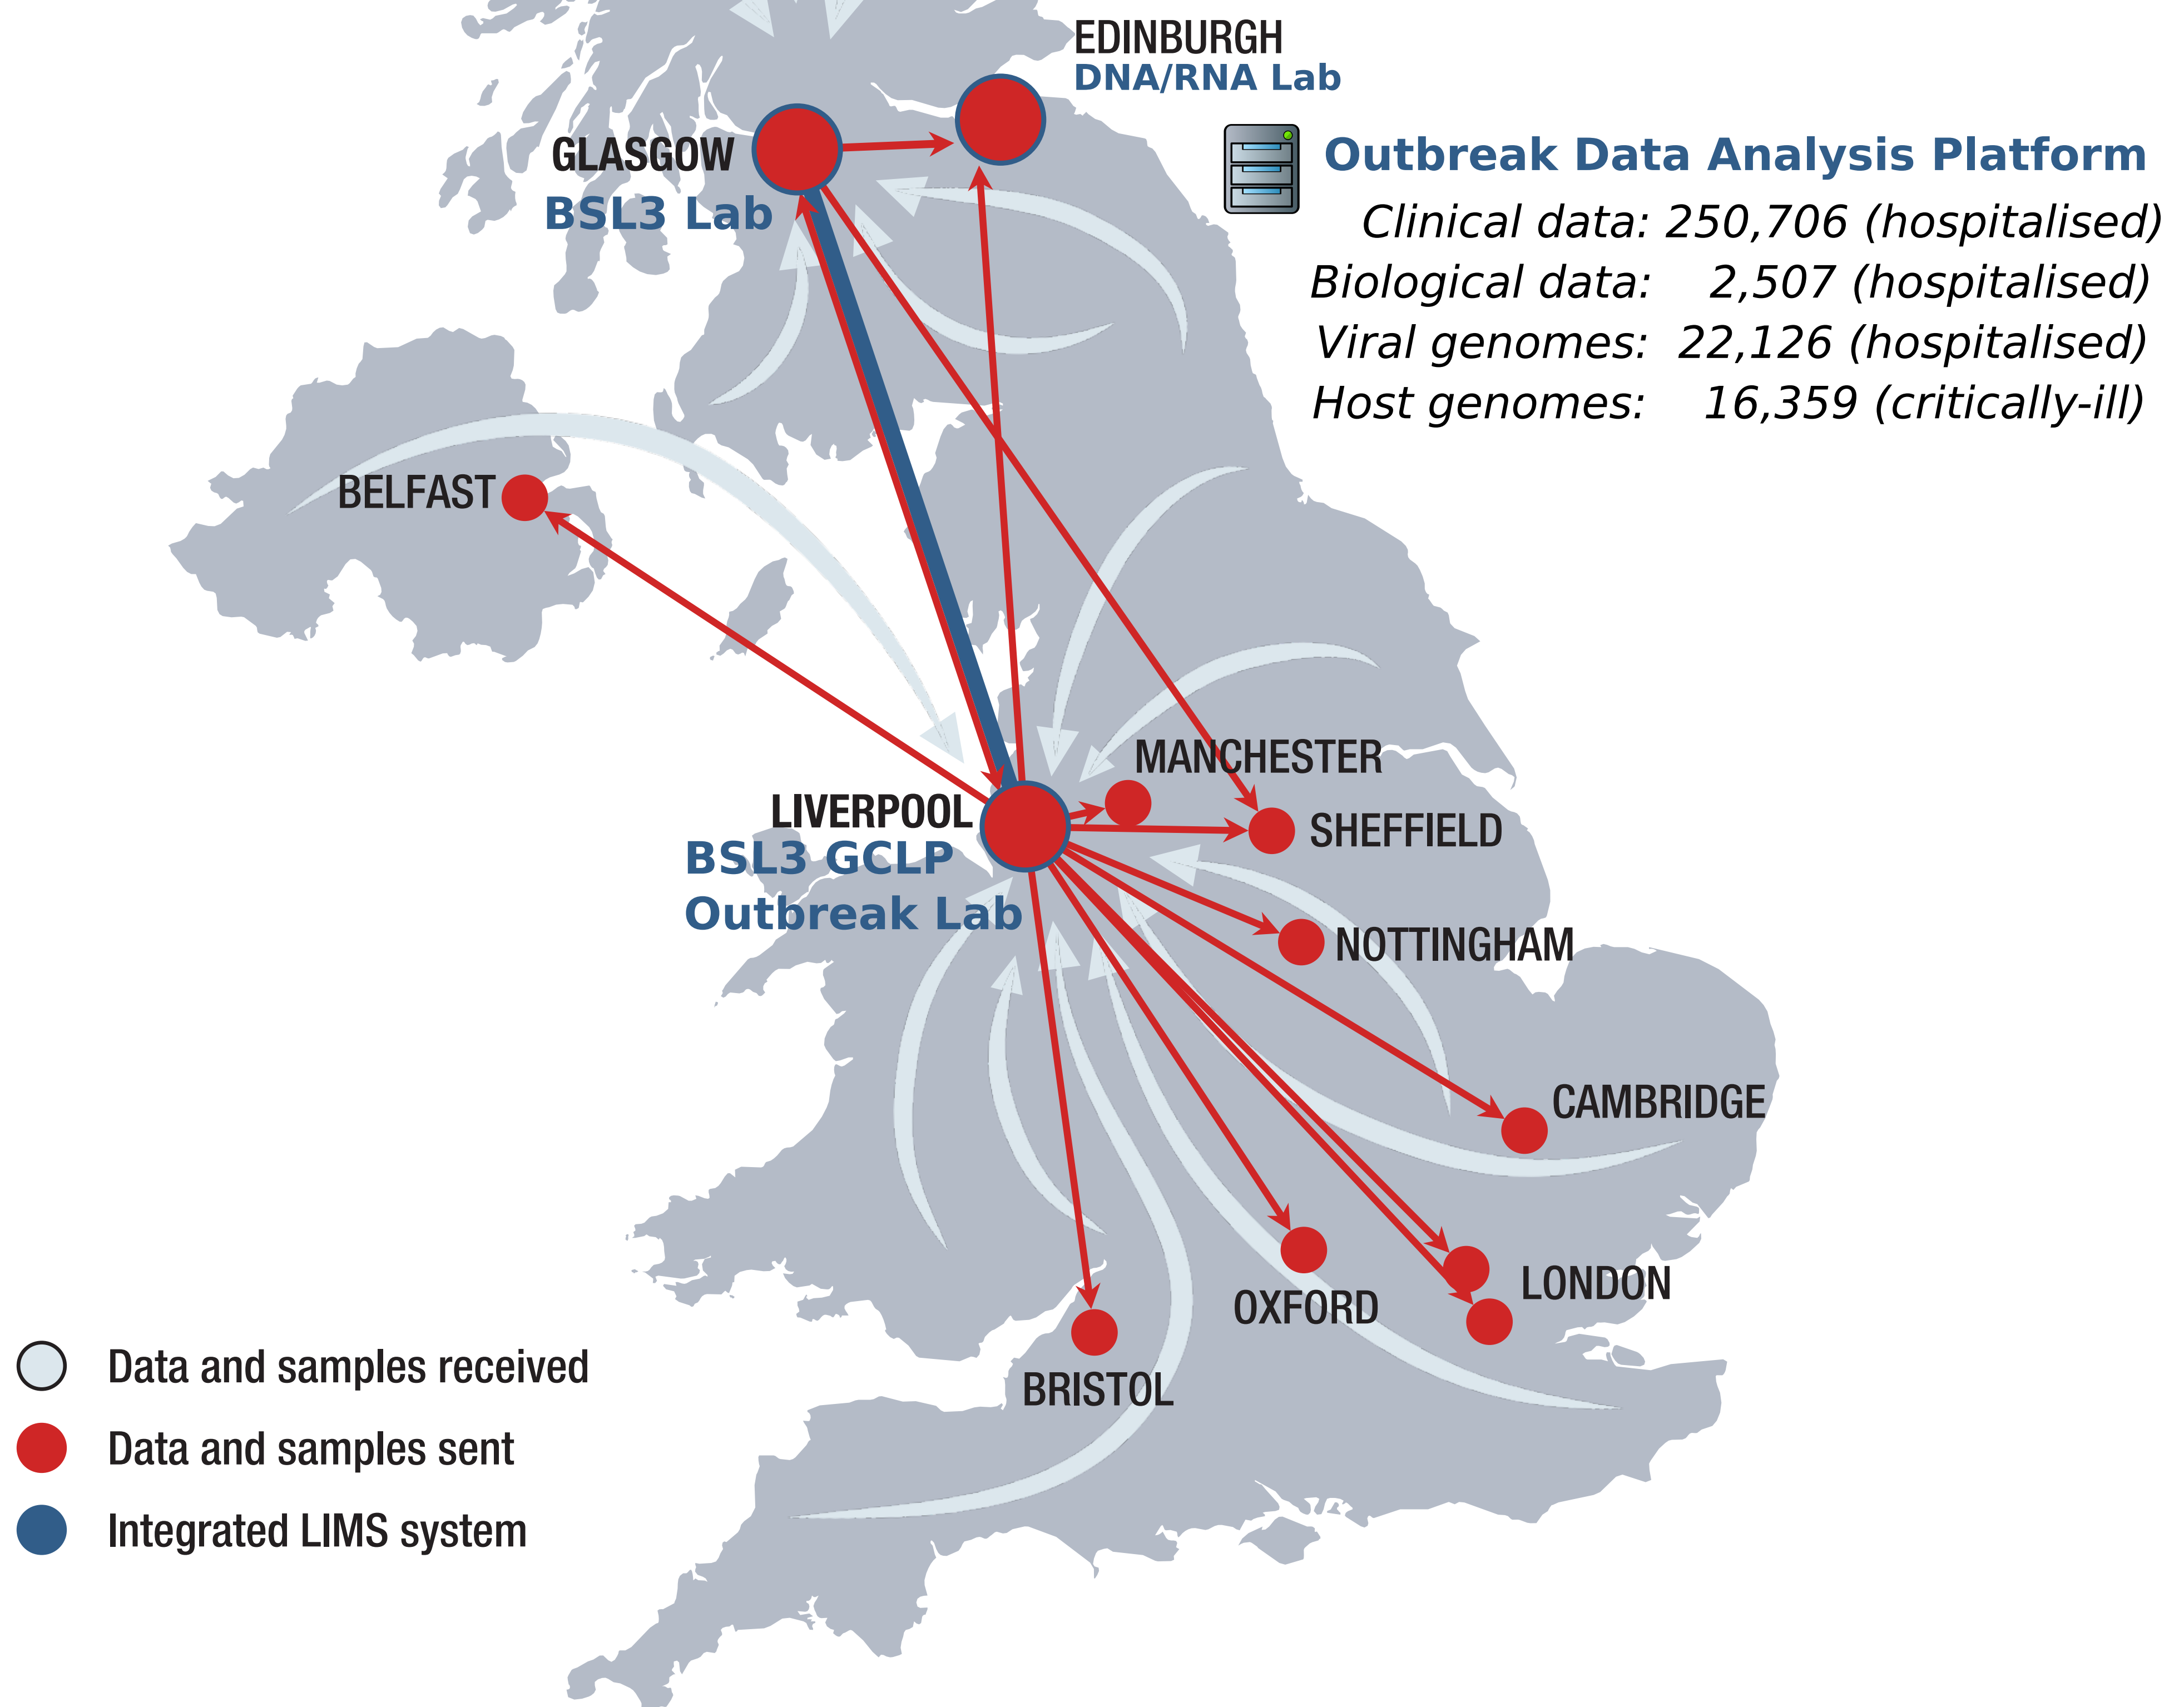 EDINBURGH
DNA/RNA Lab
GLASGOW
BSL3 Lab
Outbreak Data Analysis Platform
Clinical data: 250,706 (hospitalised)
Biological data: 2,507 (hospitalised)
Viral genomes: 22,126 (hospitalised)
Host genomes: 16,359 (critically-ill)
BELFAST
MANCHESTER
LIVERPOOL
BSL3 GCLP
Outbreak Lab
SHEFFIELD
NOTTINGHAM
CAMBRIDGE
LONDON
OXFORD
BRISTOL
Data and samples received
Data and samples sent
Integrated LIMS system